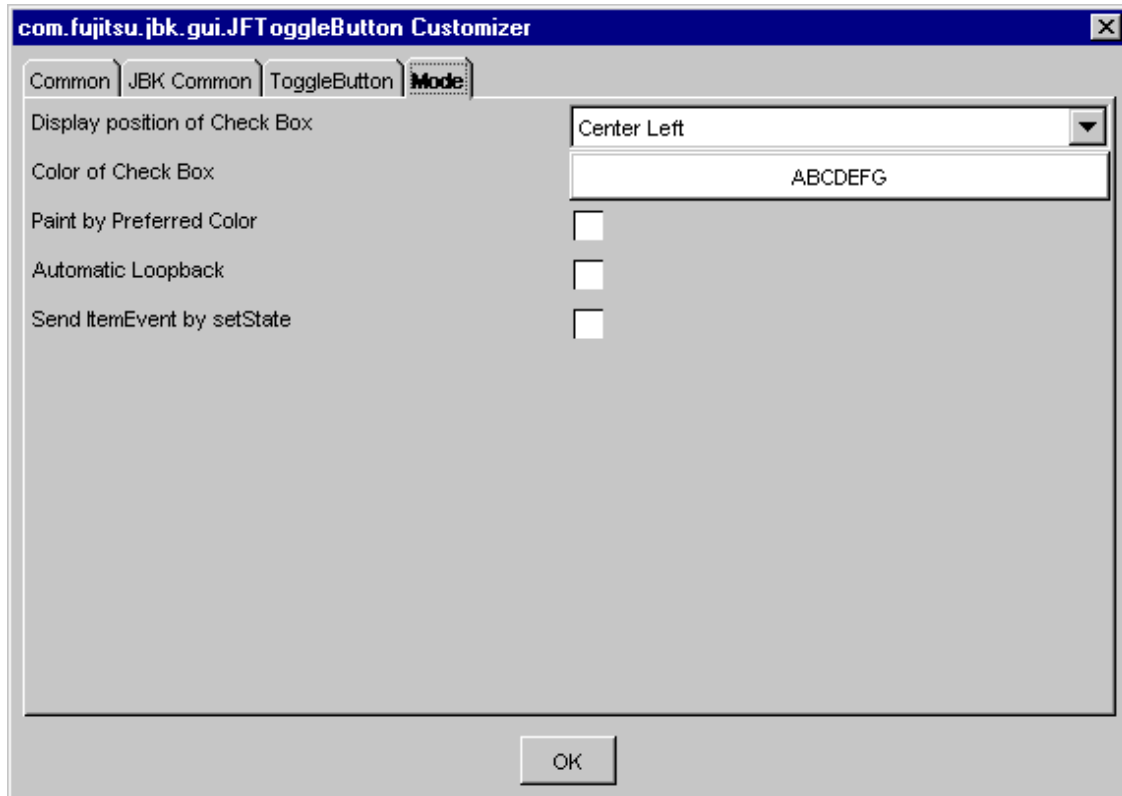 com.fujitsu.jbk.gui.JFToggleButton Customizer
Common JBK Common ToggleButton Mode
Display position of Check Box Center Left
Color of Check Box ABCDEFG
Paint by Preferred Color
Automatic Loopback
Send ItemEvent by setState
OK